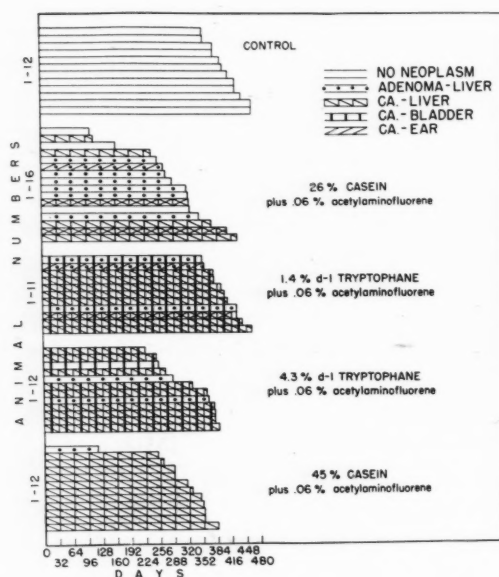 CONTROL
1-12
NO NEOPLASM
ADENOMA-LIVER
CA.-LIVER
CA.-BLADDER
CA.-EAR
1-16
26 % CASEIN
plus .06 % acetylaminofluorene
1-11
1.4 % d-l TRYPTOPHANE
plus .06 % acetylaminofluorene
1-12
4.3 % d-l TRYPTOPHANE
plus .06 % acetylaminofluorene
1-12
45 % CASEIN
plus .06 % acetylaminofluorene
ANIMAL NUMBERS
0 64 128 192 256 320 384 448
32 96 160 224 288 352 416 480
DAYS